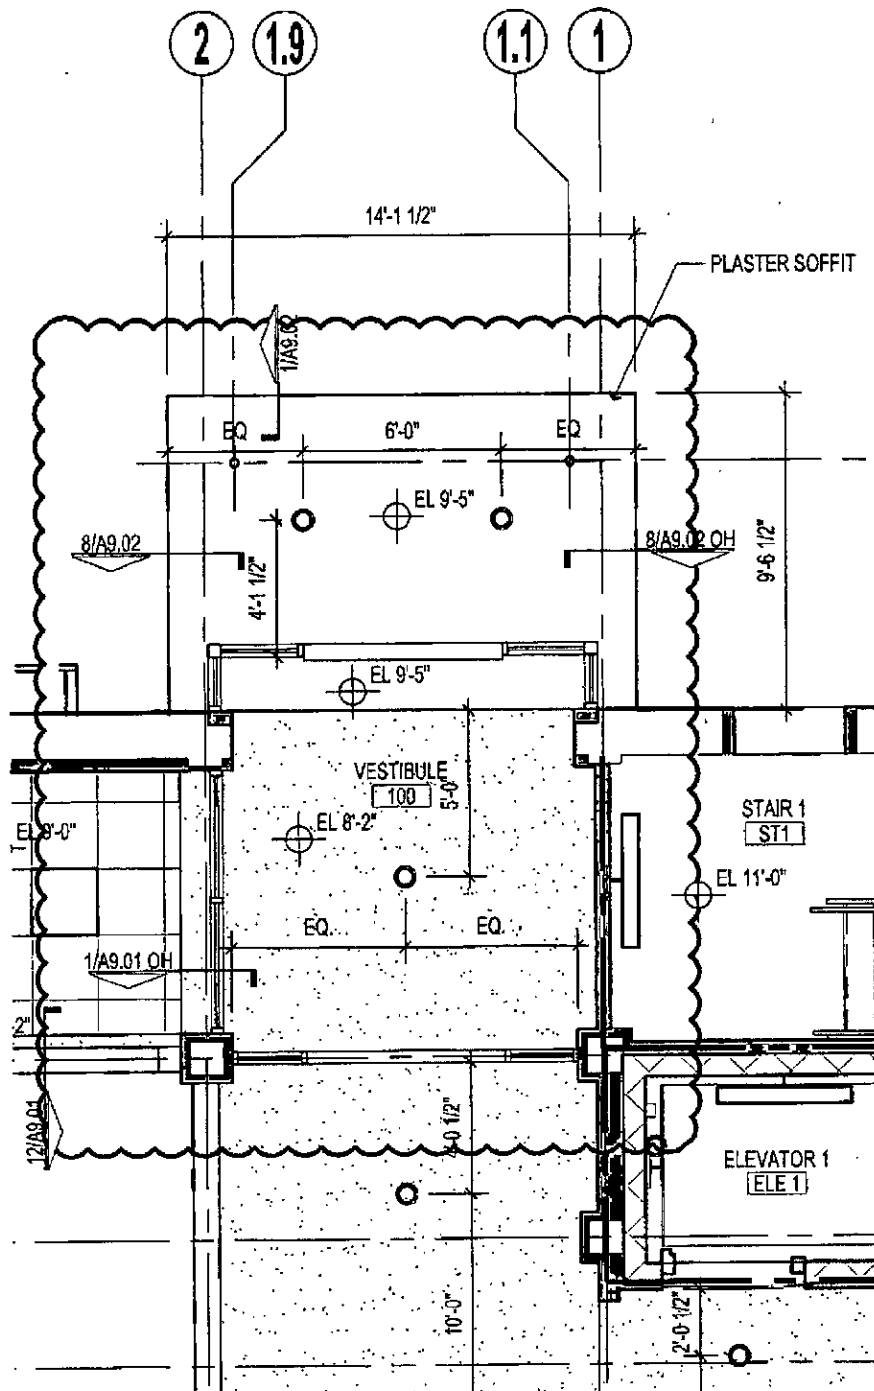 2
1.9
1.1
1
14'-1 1/2"
PLASTER SOFFIT
1/A9.02
EQ
6'-0"
EQ
EL 9'-5"
8/A9.02
8/A9.02 OH
4'-1 1/2"
9'-6 1/2"
EL 9'-5"
VESTIBULE
100
5'-0"
STAIR 1
ST1
EL 8'-2"
EL 11'-0"
EQ.
EQ.
1/A9.01 OH
2"
12/A9.01
ELEVATOR 1
ELE 1
10'-0"
2'-0 1/2"